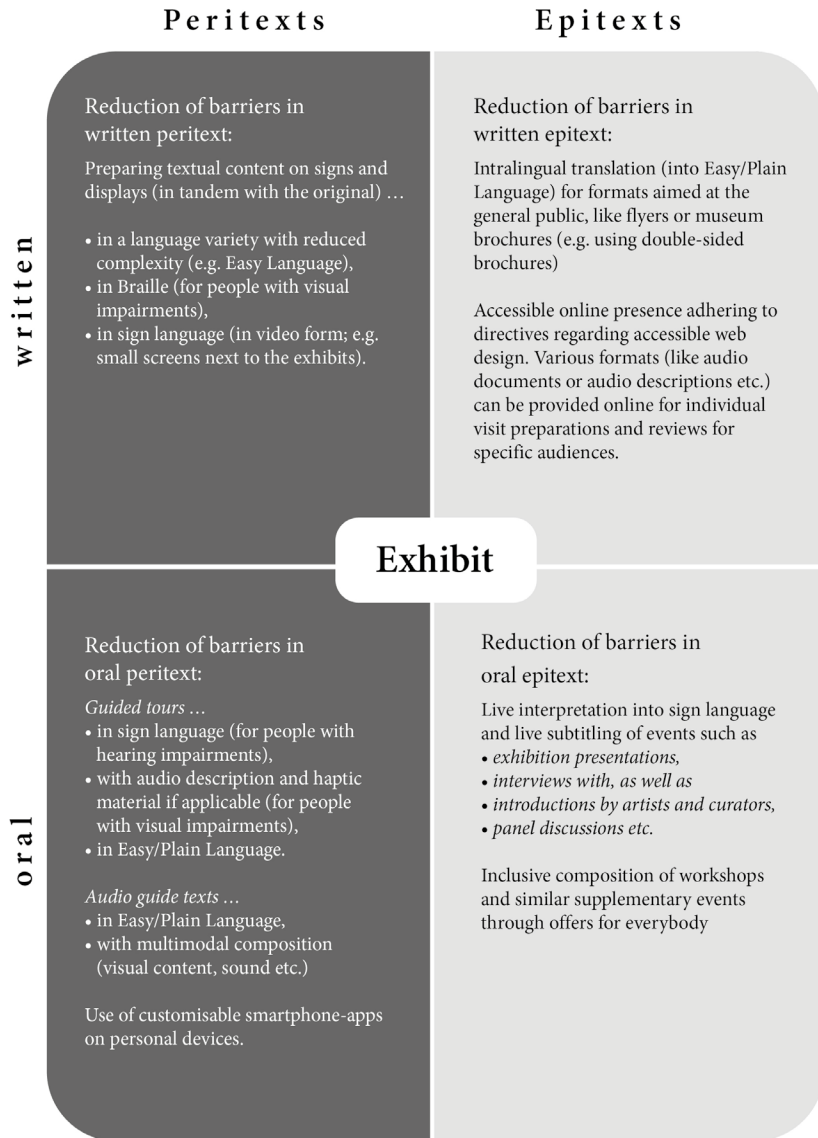 Peritexts
Epitexts
written
Reduction of barriers in
written peritext:
Preparing textual content on signs and
displays (in tandem with the original) …
• in a language variety with reduced
complexity (e.g. Easy Language),
• in Braille (for people with visual
impairments),
• in sign language (in video form; e.g.
small screens next to the exhibits).
Reduction of barriers in
written epitext:
Intralingual translation (into Easy/Plain
Language) for formats aimed at the
general public, like flyers or museum
brochures (e.g. using double-sided
brochures)
Accessible online presence adhering to
directives regarding accessible web
design. Various formats (like audio
documents or audio descriptions etc.)
can be provided online for individual
visit preparations and reviews for
specific audiences.
Exhibit
oral
Reduction of barriers in
oral peritext:
Guided tours …
• in sign language (for people with
hearing impairments),
• with audio description and haptic
material if applicable (for people
with visual impairments),
• in Easy/Plain Language.
Audio guide texts …
• in Easy/Plain Language,
• with multimodal composition
(visual content, sound etc.)
Use of customisable smartphone-apps
on personal devices.
Reduction of barriers in
oral epitext:
Live interpretation into sign language
and live subtitling of events such as
• exhibition presentations,
• interviews with, as well as
• introductions by artists and curators,
• panel discussions etc.
Inclusive composition of workshops
and similar supplementary events
through offers for everybody